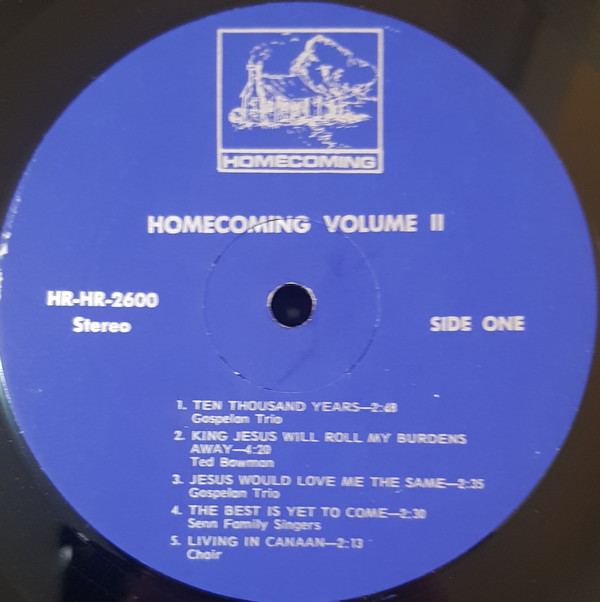 HOMECOMING
HOMECOMING VOLUME II
HR-HR-2600
Stereo
SIDE ONE
1. TEN THOUSAND YEARS—2:48
Gospelan Trio
2. KING JESUS WILL ROLL MY BURDENS
AWAY—4:20
Ted Bowman
3. JESUS WOULD LOVE ME THE SAME—2:35
Gospelan Trio
4. THE BEST IS YET TO COME—2:30
Senn Family Singers
5. LIVING IN CANAAN—2:13
Choir